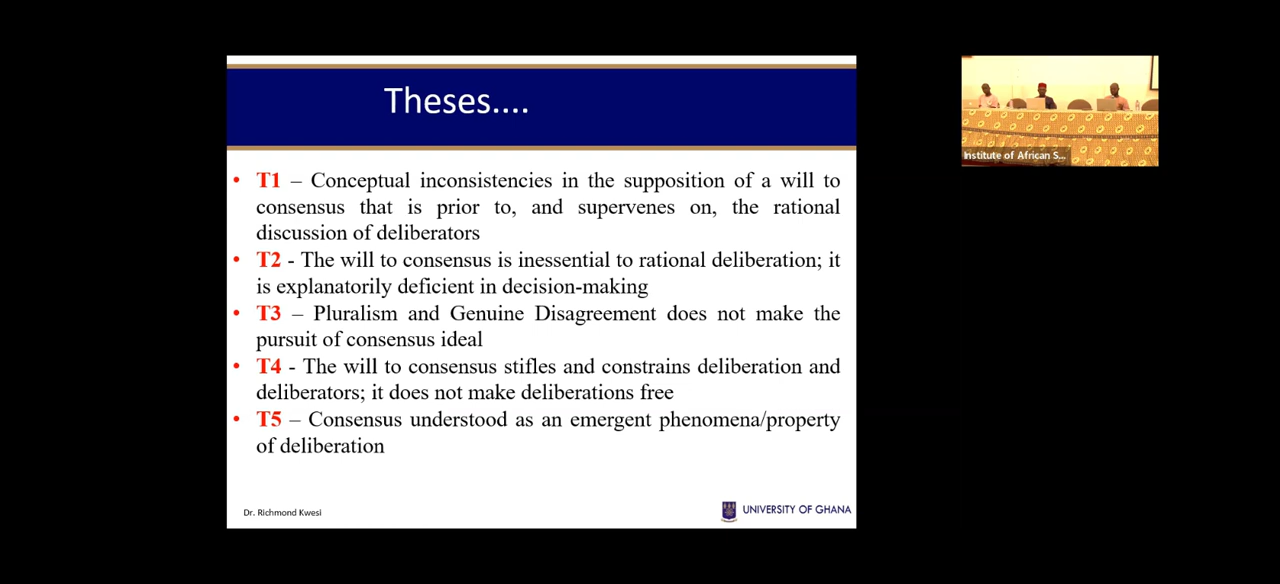 Theses....
• T1 – Conceptual inconsistencies in the supposition of a will to
consensus that is prior to, and supervenes on, the rational
discussion of deliberators
• T2 - The will to consensus is inessential to rational deliberation; it
is explanatorily deficient in decision-making
• T3 – Pluralism and Genuine Disagreement does not make the
pursuit of consensus ideal
• T4 - The will to consensus stifles and constrains deliberation and
deliberators; it does not make deliberations free
• T5 – Consensus understood as an emergent phenomena/property
of deliberation
Dr. Richmond Kwesi
UNIVERSITY OF GHANA
Institute of African S...